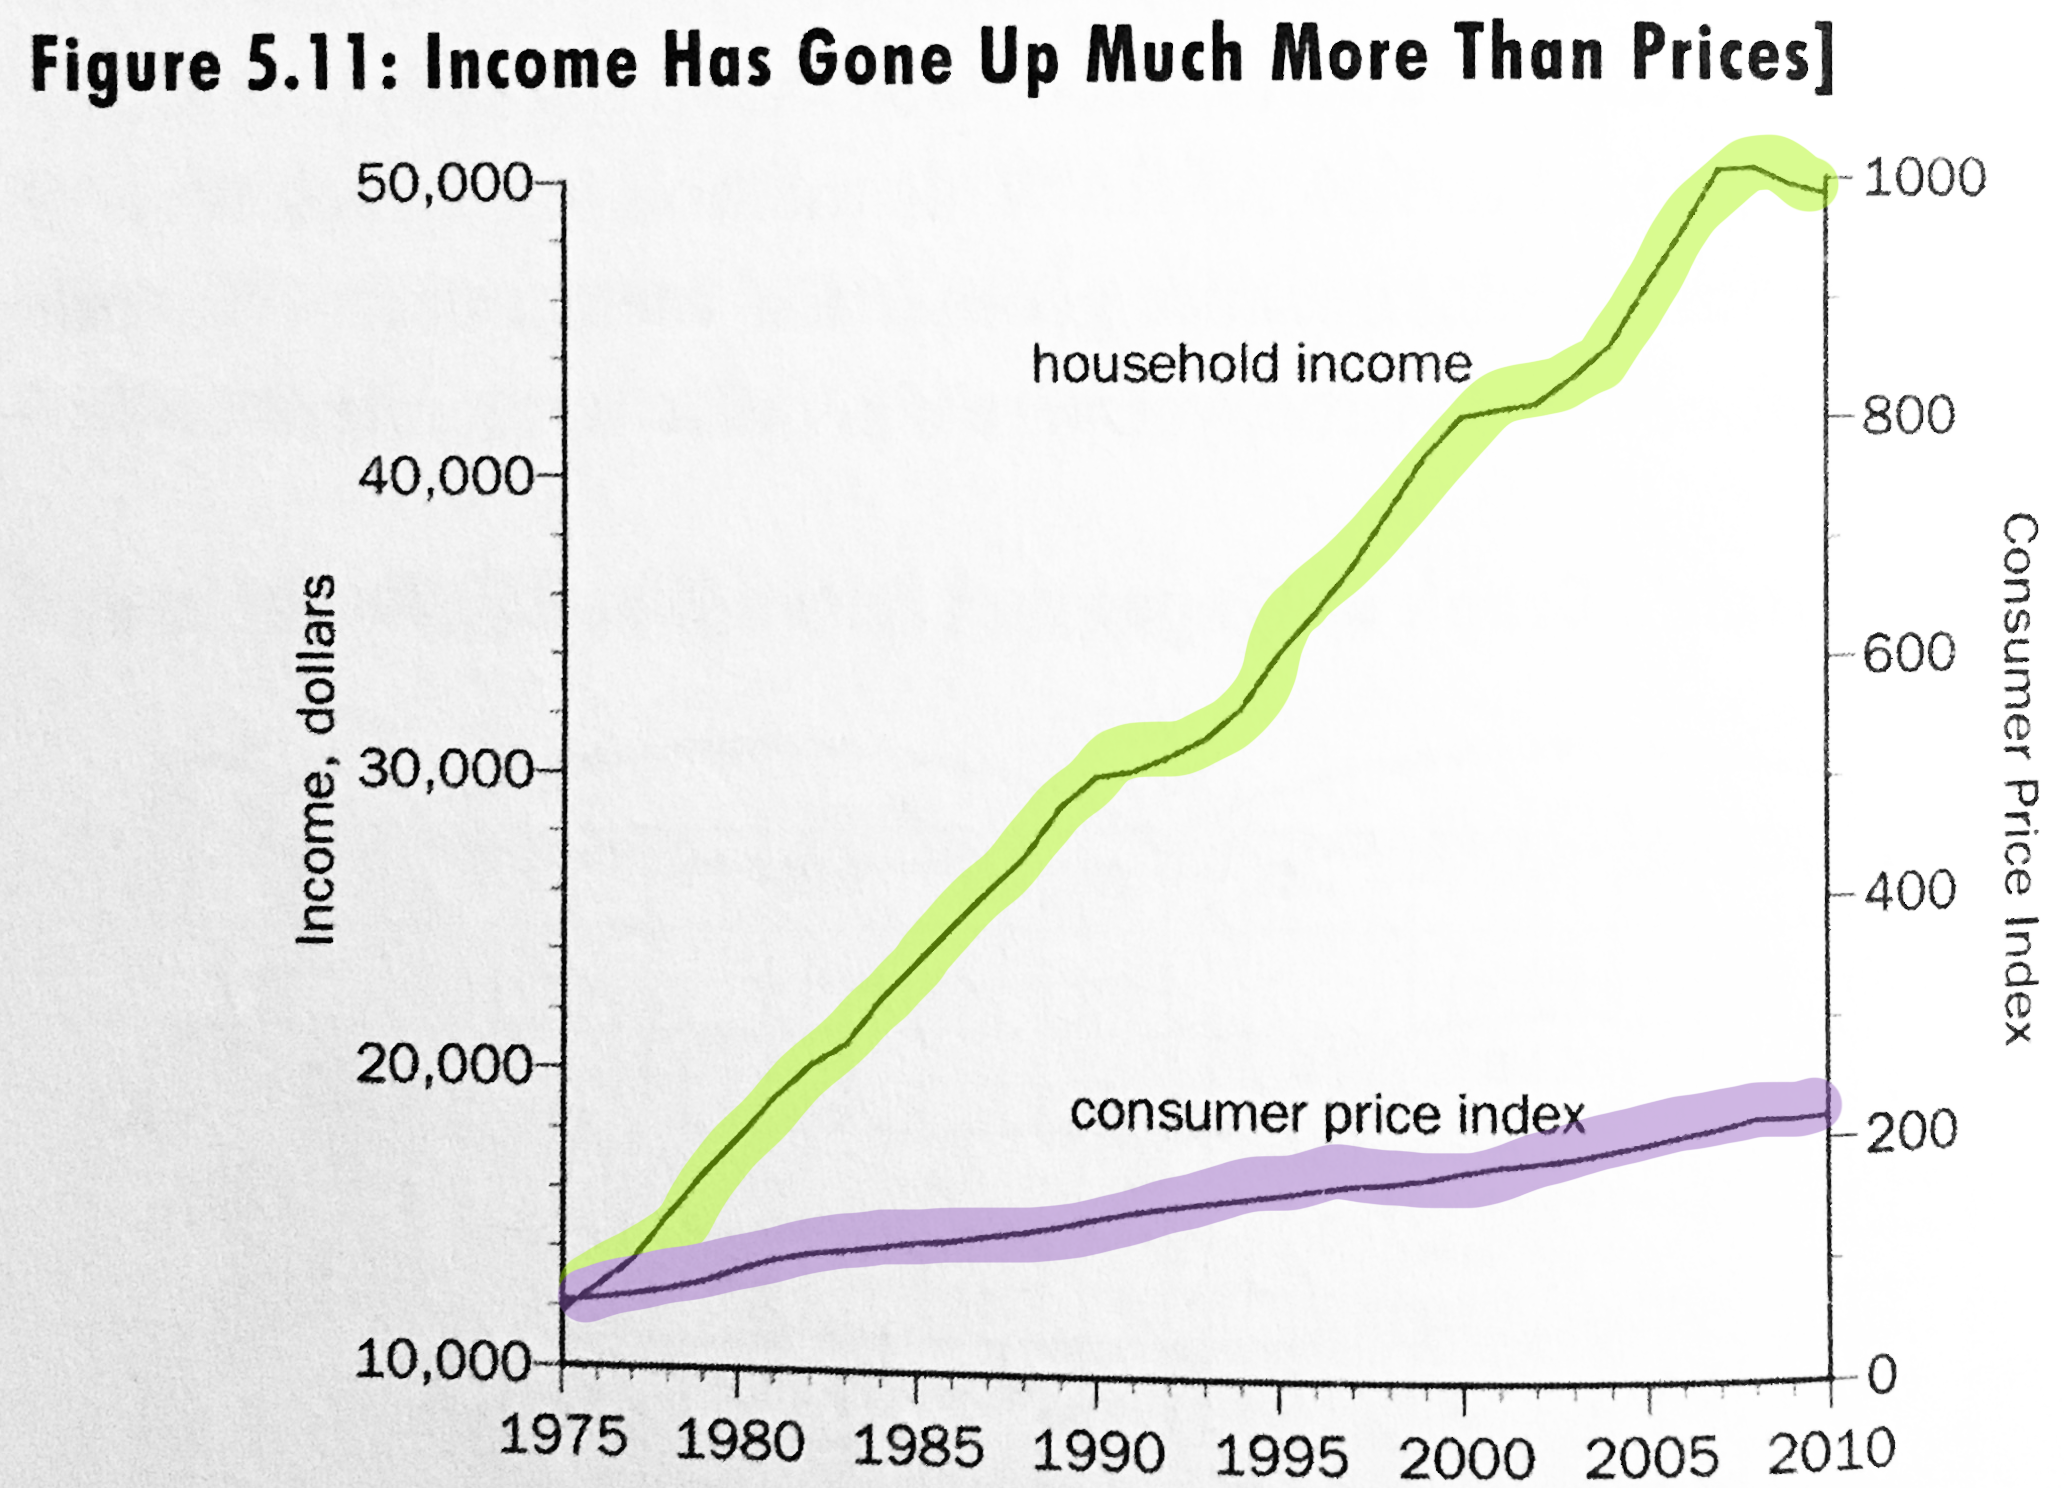 Figure 5.11: Income Has Gone Up Much More Than Prices]
50,000
40,000
30,000
20,000
10,000
Income, dollars
household income
consumer price index
1000
800
600
400
200
0
Consumer Price Index
1975 1980 1985 1990 1995 2000 2005 2010